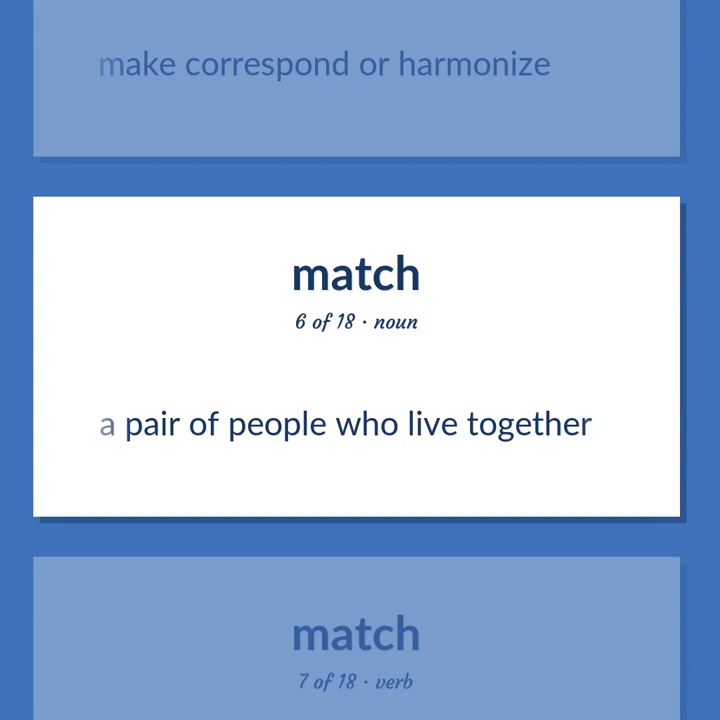 make correspond or harmonize
match
6 of 18 · noun
a pair of people who live together
match
7 of 18 · verb